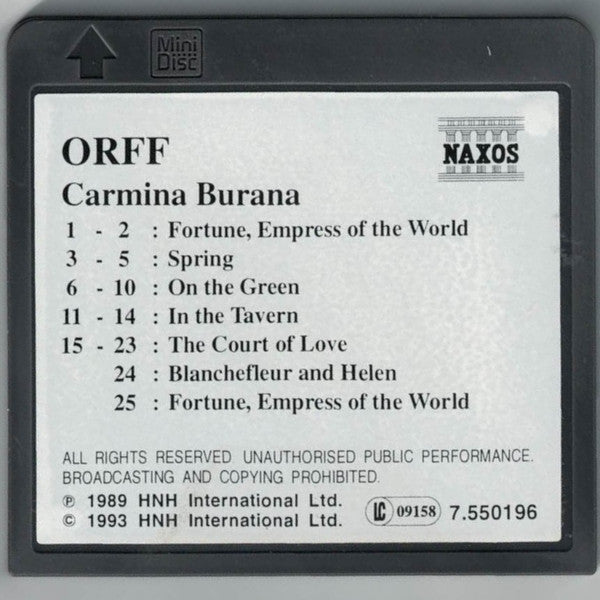 Mini
Disc
ORFF
NAXOS
Carmina Burana
1 - 2 : Fortune, Empress of the World
3 - 5 : Spring
6 - 10 : On the Green
11 - 14 : In the Tavern
15 - 23 : The Court of Love
24 : Blanchefleur and Helen
25 : Fortune, Empress of the World
ALL RIGHTS RESERVED. UNAUTHORISED PUBLIC PERFORMANCE.
BROADCASTING AND COPYING PROHIBITED.
℗ 1989 HNH International Ltd.
© 1993 HNH International Ltd. LC 09158 7.550196